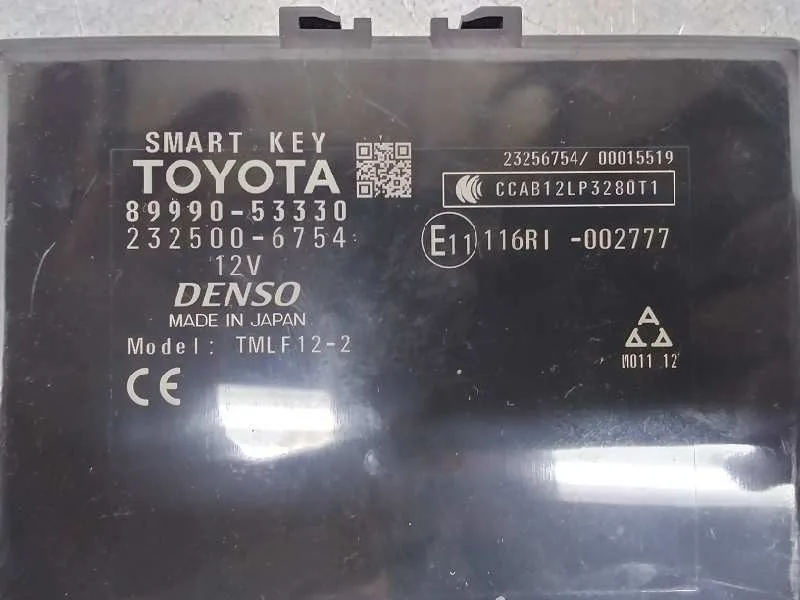 SMART KEY
TOYOTA
89990-53330
232500-6754
12V
DENSO
MADE IN JAPAN
Model: TMLF12-2
CE
23256754/ 00015519
CCAB12LP3280T1
E11 116RI -002777
M011 12